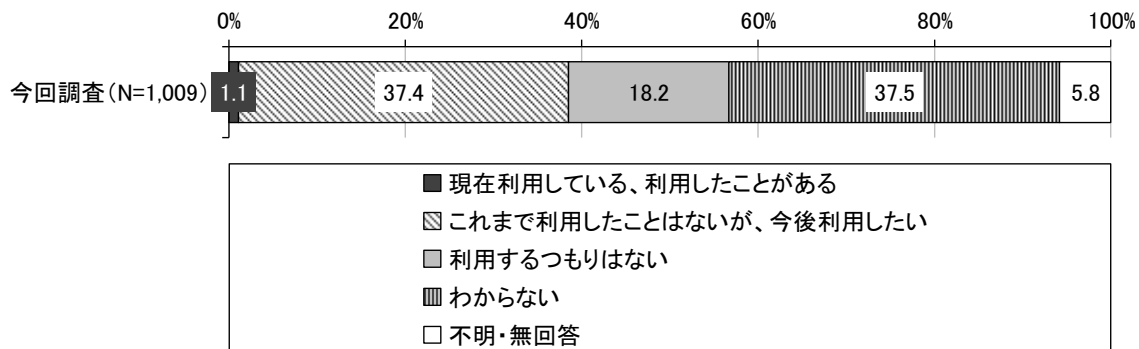 0% 20% 40% 60% 80% 100%
今回調査(N=1,009) 1.1 37.4 18.2 37.5 5.8
現在利用している、利用したことがある
これまで利用したことはないが、今後利用したい
利用するつもりはない
わからない
不明・無回答